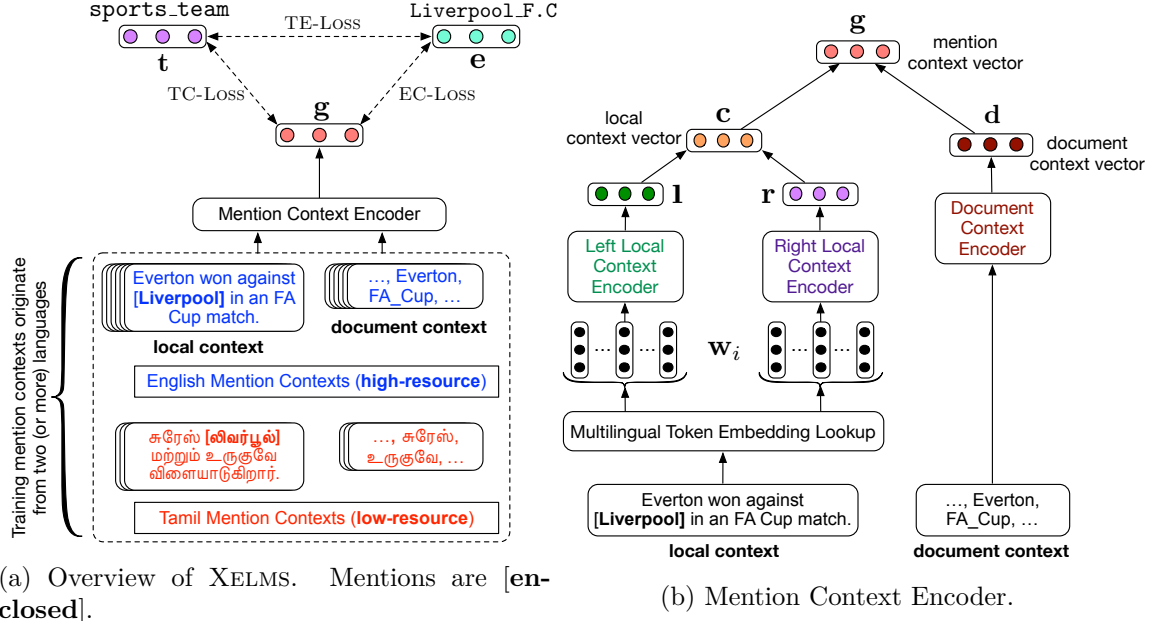 sports_team
Liverpool_F.C
TE-Loss
t
e
TC-Loss
EC-Loss
g
Mention Context Encoder
Training mention contexts originate
from two (or more) languages
Everton won against
[Liverpool] in an FA
Cup match.
local context
..., Everton,
FA_Cup, ...
document context
English Mention Contexts (high-resource)
சுரேஸ் [லிவர்பூல்]
மற்றும் உருகுவே
விளையாடுகிறார்.
..., சுரேஸ்,
உருகுவே, ...
Tamil Mention Contexts (low-resource)
(a) Overview of XELMS. Mentions are [en-
closed].
g
mention
context vector
local
context vector
c
d
document
context vector
l
r
Left Local
Context
Encoder
Right Local
Context
Encoder
Document
Context
Encoder
... ...
wi
... ...
Multilingual Token Embedding Lookup
Everton won against
[Liverpool] in an FA Cup match.
local context
..., Everton,
FA_Cup, ...
document context
(b) Mention Context Encoder.